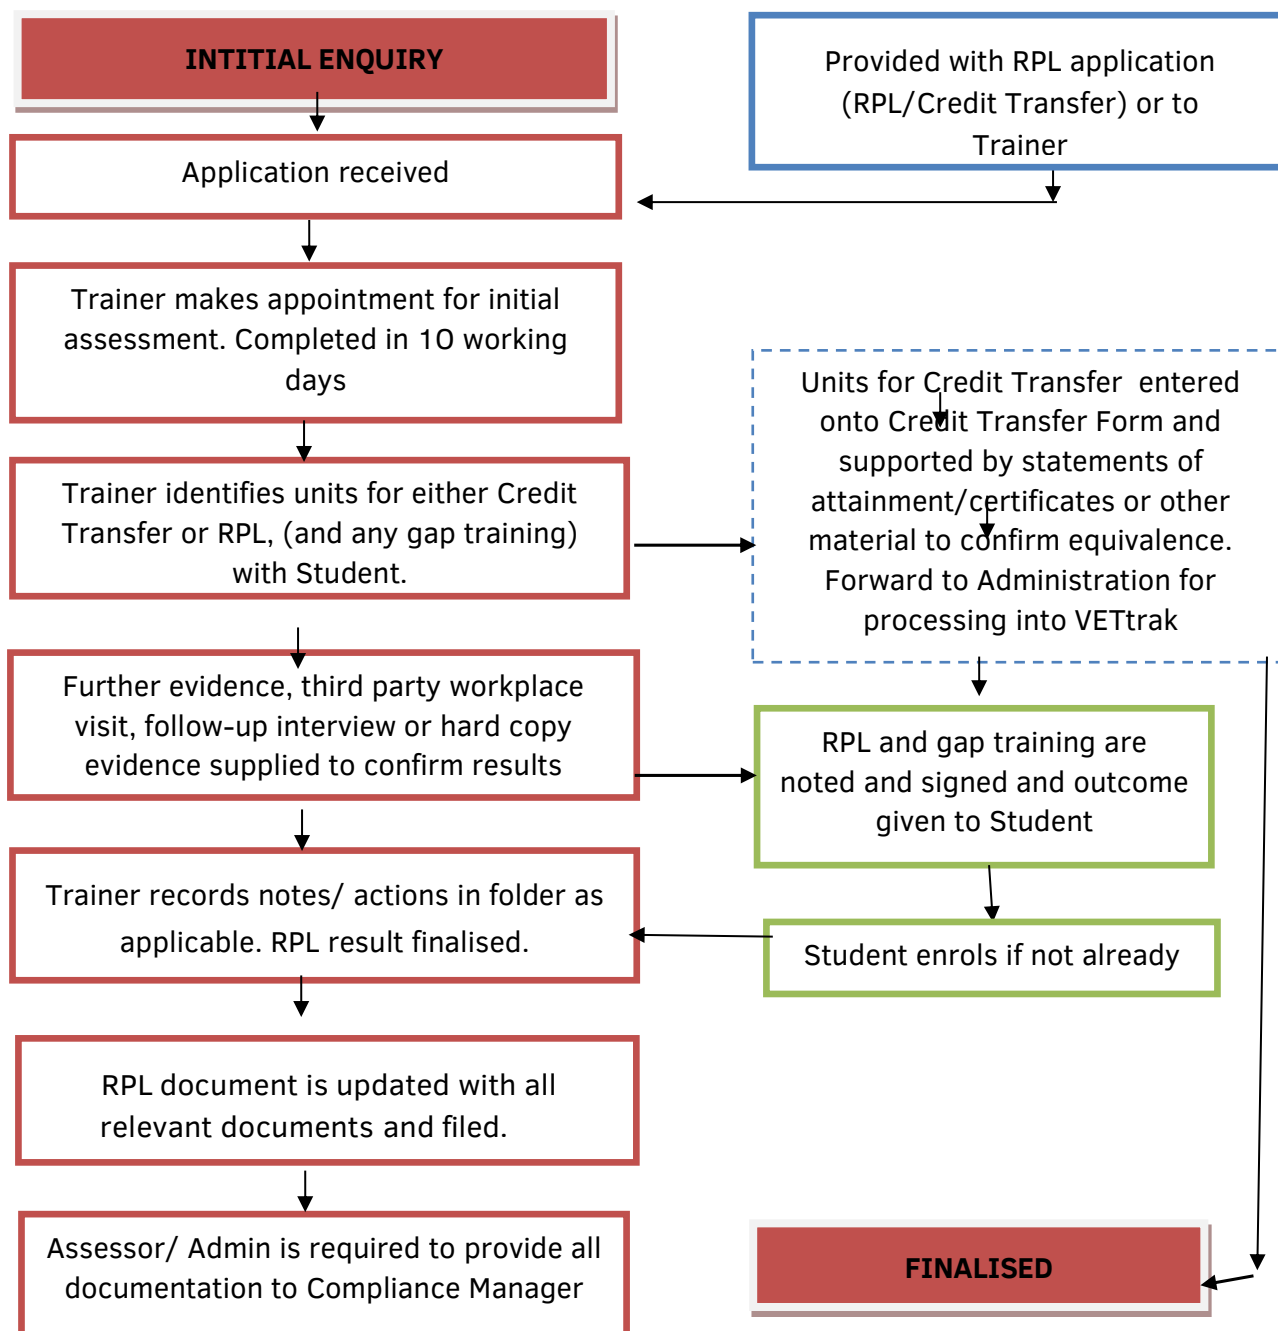 INTITIAL ENQUIRY
Provided with RPL application
(RPL/Credit Transfer) or to
Trainer
Application received
Trainer makes appointment for initial
assessment. Completed in 10 working
days
Units for Credit Transfer entered
onto Credit Transfer Form and
supported by statements of
attainment/certificates or other
material to confirm equivalence.
Forward to Administration for
processing into VETtrak
Trainer identifies units for either Credit
Transfer or RPL, (and any gap training)
with Student.
Further evidence, third party workplace
visit, follow-up interview or hard copy
evidence supplied to confirm results
RPL and gap training are
noted and signed and outcome
given to Student
Trainer records notes/ actions in folder as
applicable. RPL result finalised.
Student enrols if not already
RPL document is updated with all
relevant documents and filed.
Assessor/ Admin is required to provide all
documentation to Compliance Manager
FINALISED